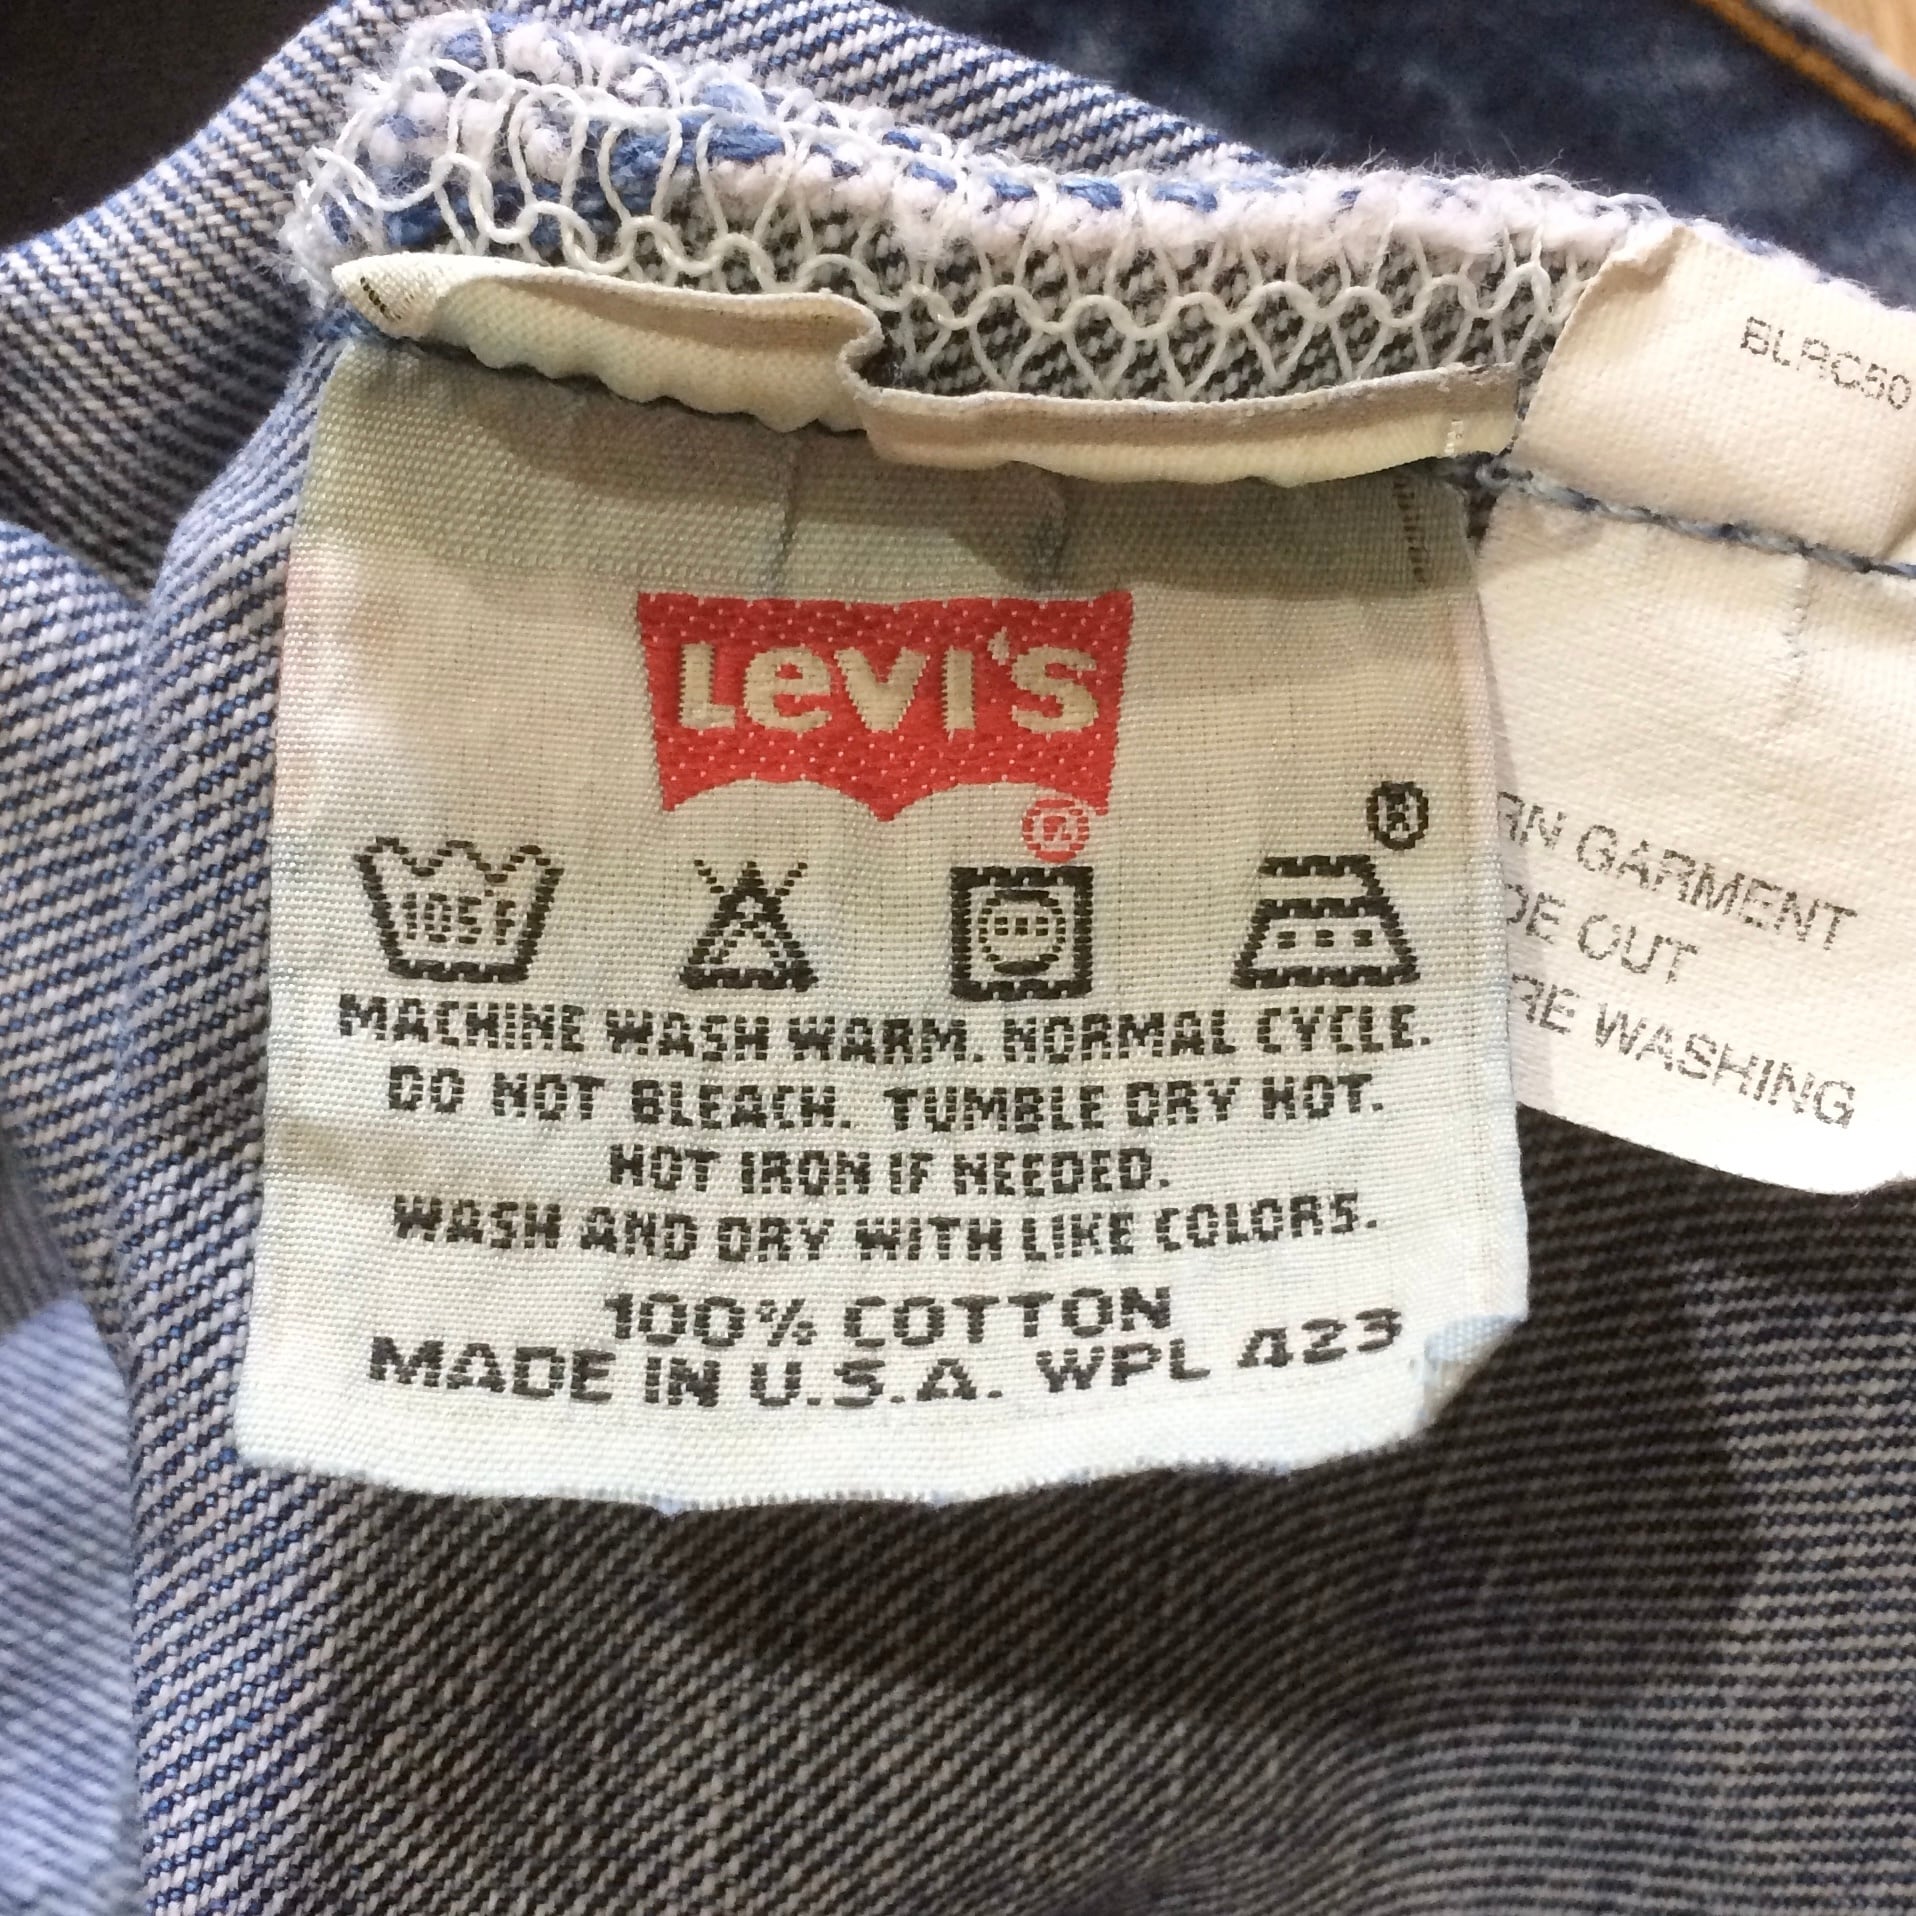 Levi's
®
®
105F
MACHINE WASH WARM. NORMAL CYCLE.
DO NOT BLEACH. TUMBLE DRY HOT.
HOT IRON IF NEEDED.
WASH AND DRY WITH LIKE COLORS.
100% COTTON
MADE IN U.S.A. WPL 423
BLRC50
RN GARMENT
DE OUT
RE WASHING